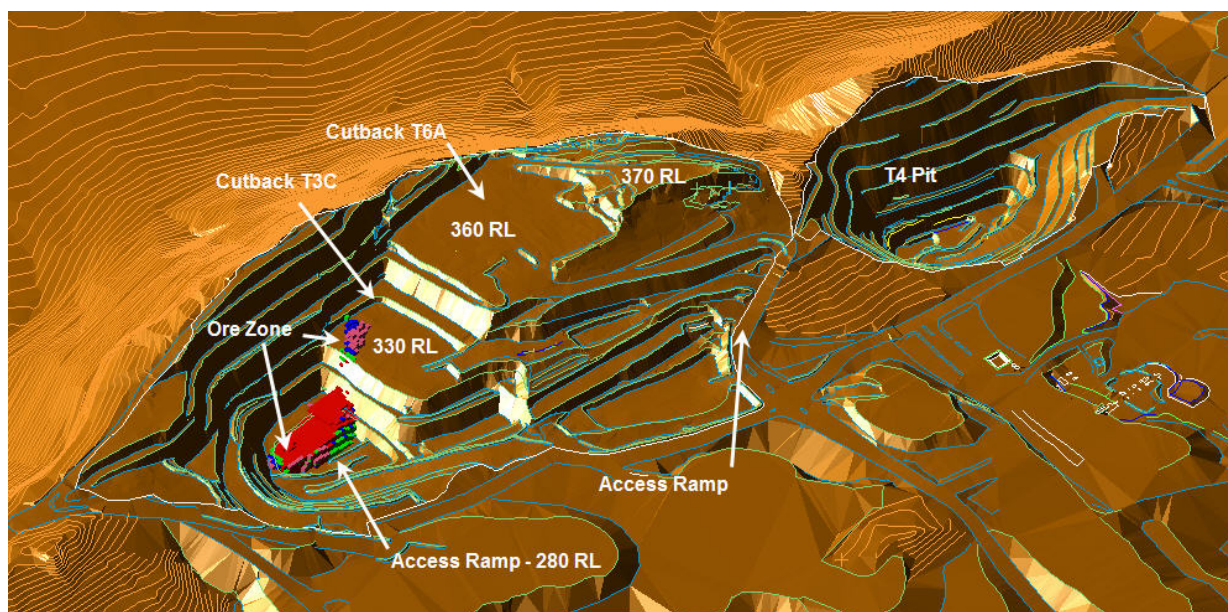 Cutback T6A
Cutback T3C
370 RL
T4 Pit
360 RL
Ore Zone
330 RL
Access Ramp
Access Ramp - 280 RL